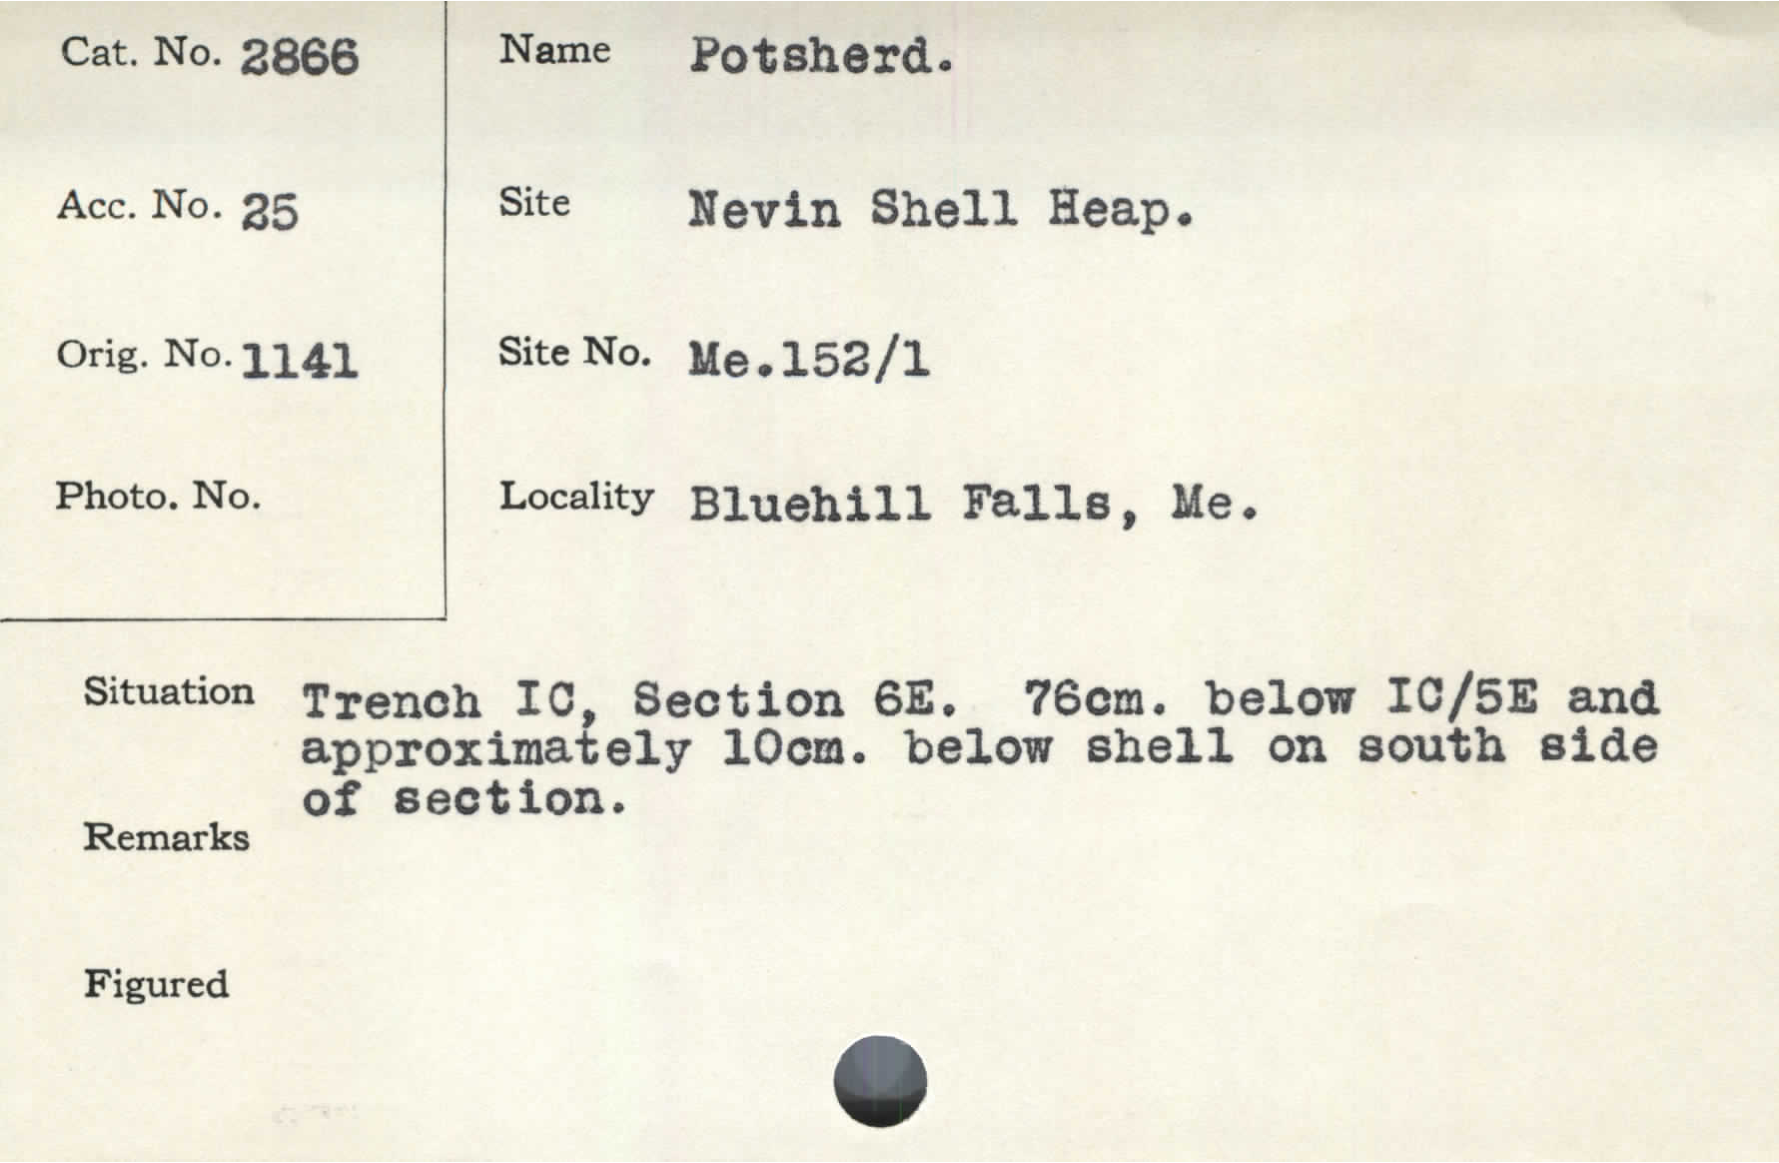 Cat. No. 2866
Acc. No. 25
Orig. No. 1141
Photo. No.
Name Potsherd.
Site Nevin Shell Heap.
Site No. Me.152/1
Locality Bluehill Falls, Me.
Situation Trench IC, Section 6E. 76cm. below IC/5E and
approximately 10cm. below shell on south side
of section.
Remarks
Figured